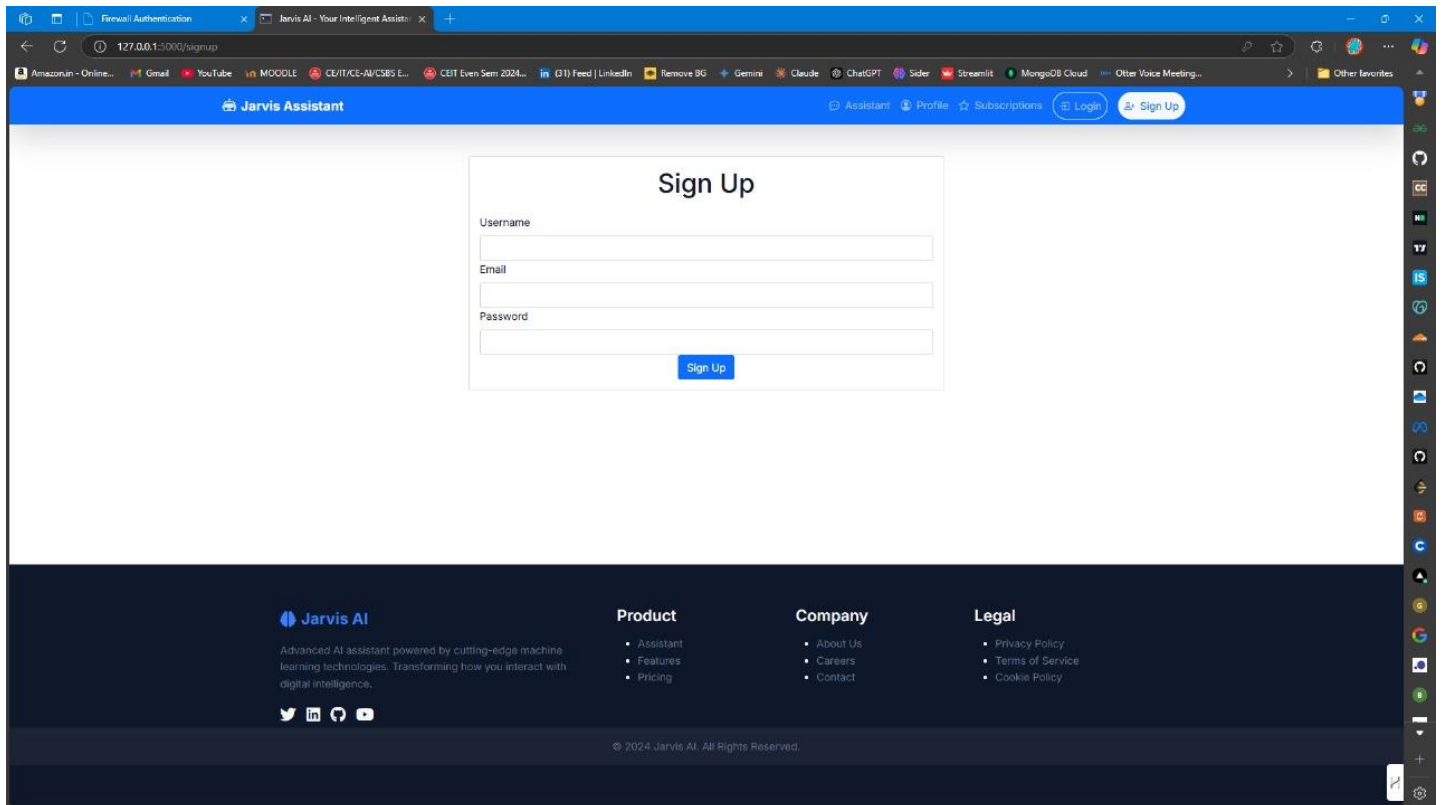 Firewall Authentication
Jarvis AI - Your Intelligent Assistan
127.0.0.1:5000/signup
Amazon.in - Online... Gmail YouTube MOODLE CE/IT/CE-AI/CSBS E... CEIT Even Sem 2024... (31) Feed | LinkedIn Remove BG Gemini Claude ChatGPT Sider Streamlit MongoDB Cloud Otter Voice Meeting... Other favorites
Jarvis Assistant Assistant Profile Subscriptions Login Sign Up
Sign Up
Username
Email
Password
Sign Up
Jarvis AI
Advanced AI assistant powered by cutting-edge machine
learning technologies. Transforming how you interact with
digital intelligence.
Product
Assistant
Features
Pricing
Company
About Us
Careers
Contact
Legal
Privacy Policy
Terms of Service
Cookie Policy
© 2024 Jarvis AI. All Rights Reserved.